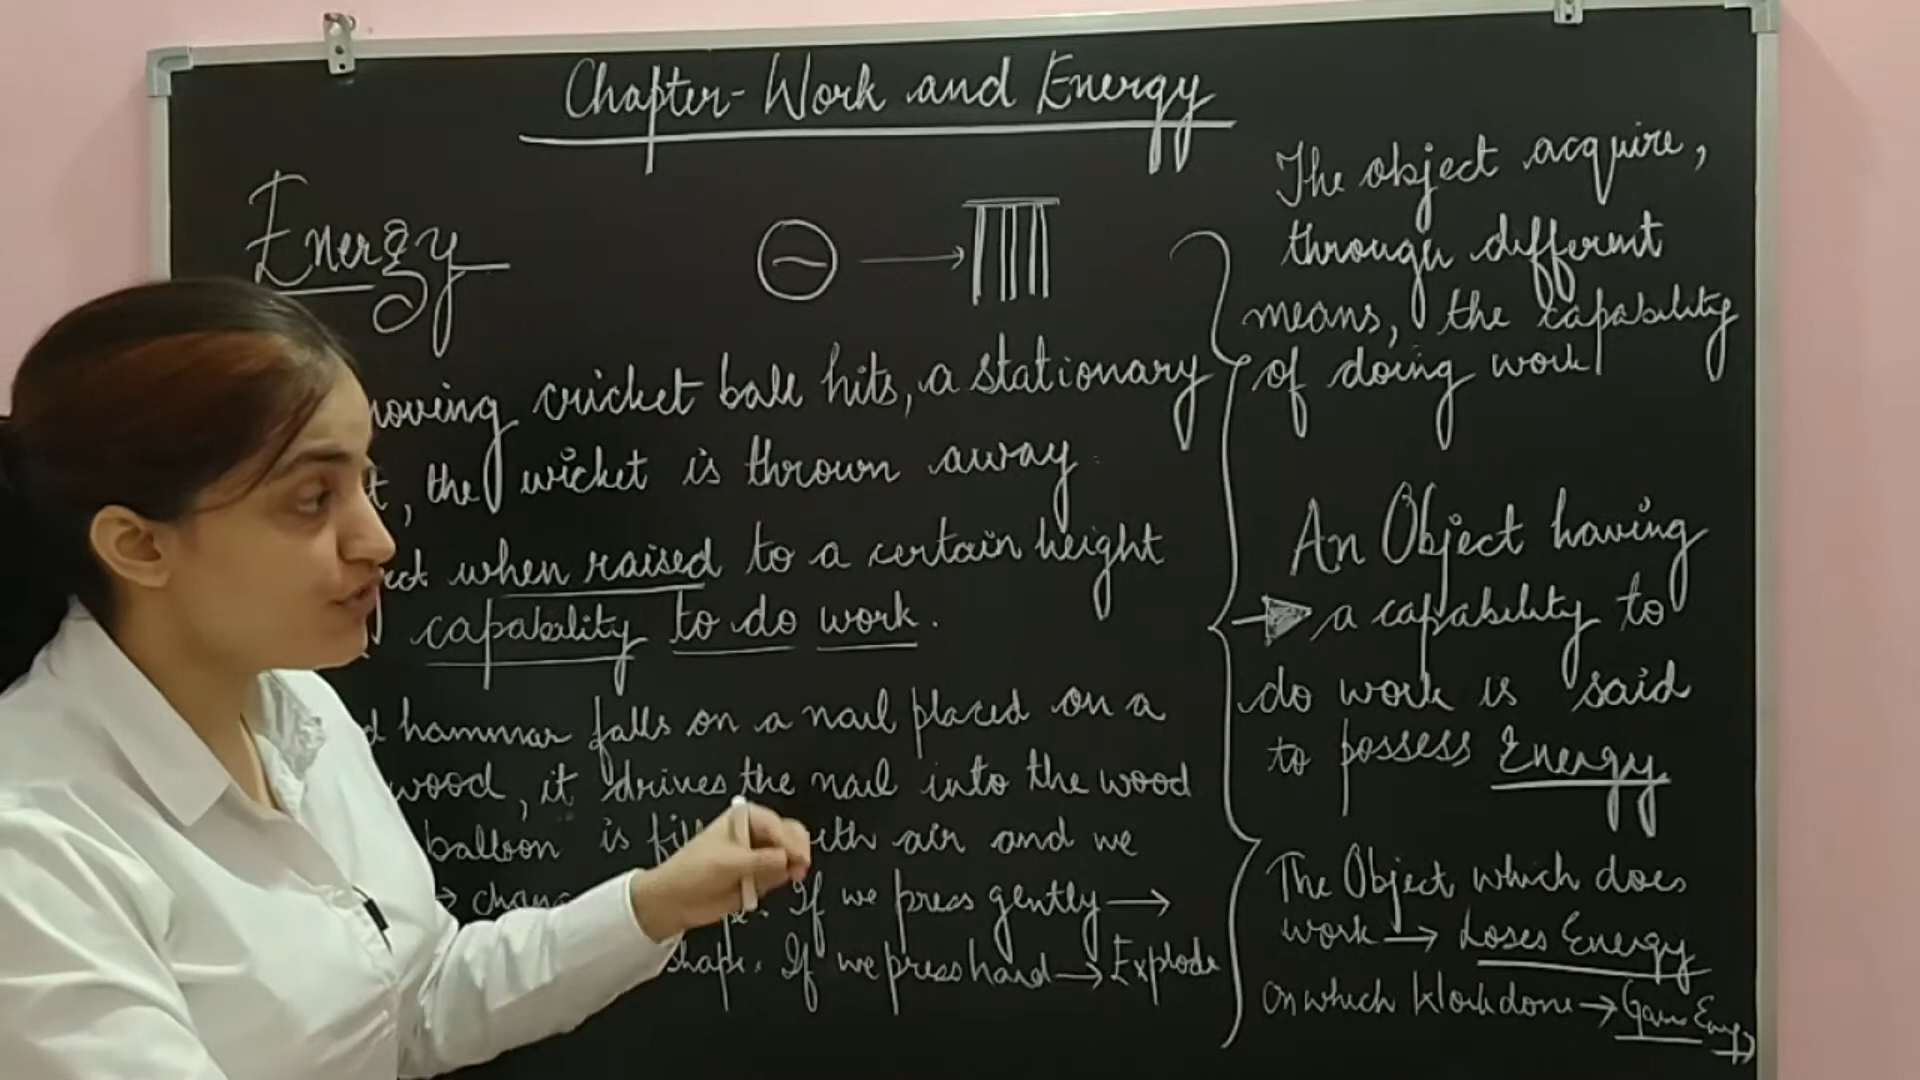 Chapter-Work and Energy
Energy
moving cricket ball hits, a stationary
, the wicket is thrown away.
when raised to a certain height
capability to do work.
hammar falls on a nail placed on a
wood, it drives the nail into the wood
balloon is with air and we
→ If we press gently →
shape. If we press hard → Explode
The object acquire,
through different
means, the capability
of doing work
An Object having
→ a capability to
do work is said
to possess Energy
The Object which does
work → Loses Energy
on which Workdone → Gains Energy